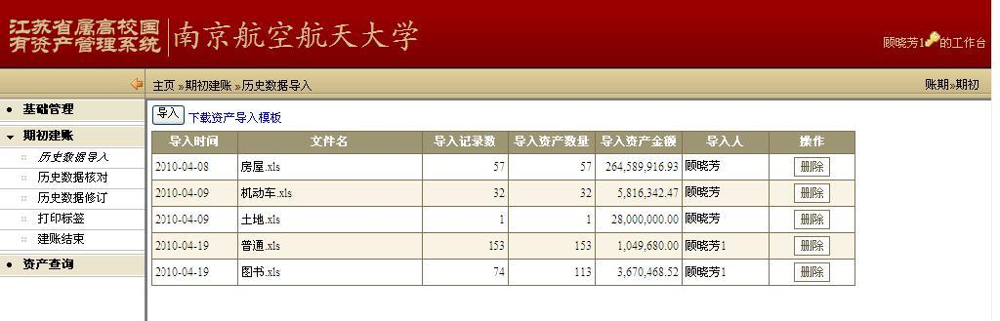 江苏省属高校国
有资产管理系统
南京航空航天大学
顾晓芳1的工作台
主页 »期初建账 »历史数据导入
账期»期初
基础管理
期初建账
历史数据导入
历史数据核对
历史数据修订
打印标签
建账结束
资产查询
导入 下载资产导入模板
导入时间 文件名 导入记录数 导入资产数量 导入资产金额 导入人 操作
2010-04-08 房屋.xls 57 57 264,589,916.93 顾晓芳 删除
2010-04-09 机动车.xls 32 32 5,816,342.47 顾晓芳 删除
2010-04-09 土地.xls 1 1 28,000,000.00 顾晓芳 删除
2010-04-19 普通.xls 153 153 1,049,680.00 顾晓芳1 删除
2010-04-19 图书.xls 74 113 3,670,468.52 顾晓芳1 删除